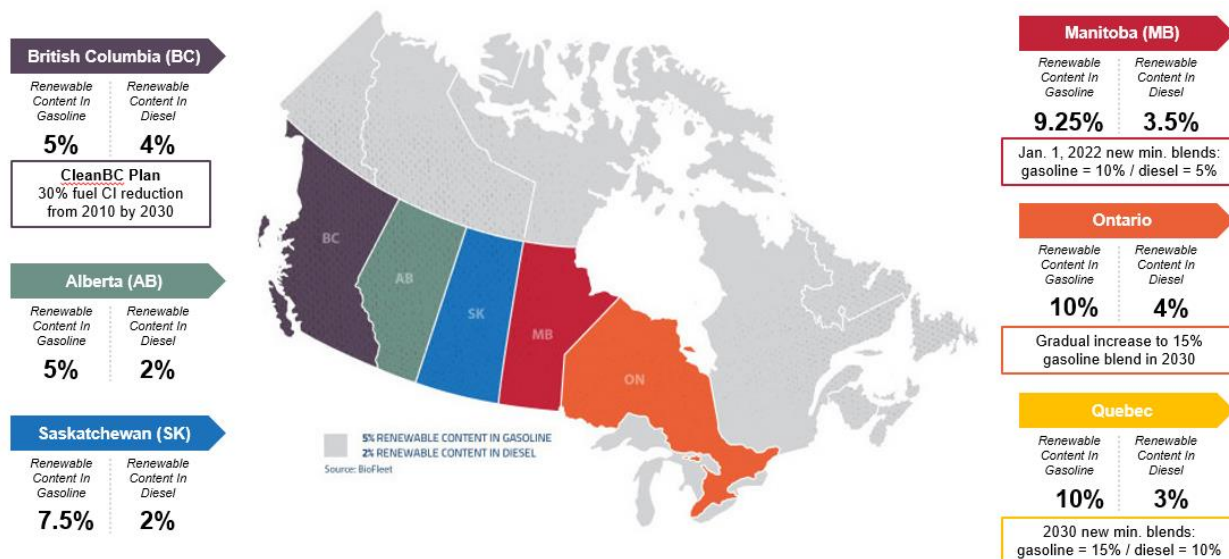 British Columbia (BC)
Renewable Content In Gasoline
Renewable Content In Diesel
5%
4%
CleanBC Plan
30% fuel CI reduction
from 2010 by 2030
Alberta (AB)
Renewable Content In Gasoline
Renewable Content In Diesel
5%
2%
Saskatchewan (SK)
Renewable Content In Gasoline
Renewable Content In Diesel
7.5%
2%
BC
AB
SK
MB
ON
5% RENEWABLE CONTENT IN GASOLINE
2% RENEWABLE CONTENT IN DIESEL
Source: BioFleet
Manitoba (MB)
Renewable Content In Gasoline
Renewable Content In Diesel
9.25%
3.5%
Jan. 1, 2022 new min. blends:
gasoline = 10% / diesel = 5%
Ontario
Renewable Content In Gasoline
Renewable Content In Diesel
10%
4%
Gradual increase to 15%
gasoline blend in 2030
Quebec
Renewable Content In Gasoline
Renewable Content In Diesel
10%
3%
2030 new min. blends:
gasoline = 15% / diesel = 10%